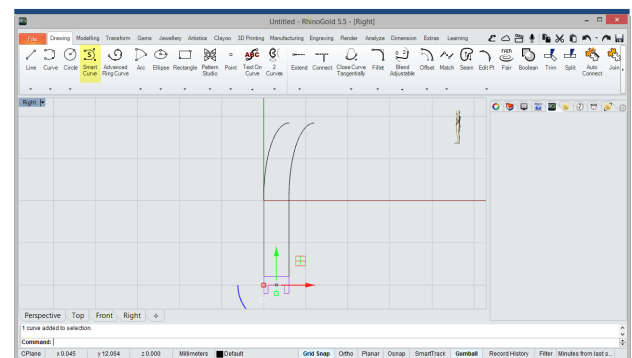 Untitled - RhinoGold 5.5 - [Right]
File Drawing Modelling Transform Gems Jewellery Artistics Clayoo 3D Printing Manufacturing Engraving Render Analyze Dimension Extras Learning
Line Curve Circle Smart Curve Advanced Ring Curve Arc Ellipse Rectangle Pattern Studio Point Text On Curve 2 Curves Extend Connect Close Curve Tangentially Fillet Blend Adjustable Offset Match Seam Edit Pt Fair Boolean Trim Split Auto Connect Join
Right
Perspective Top Front Right
1 curve added to selection.
Command:
CPlane x 0.045 y 12.064 z 0.000 Millimeters Default Grid Snap Ortho Planar Osnap SmartTrack Gumball Record History Filter Minutes from last s...